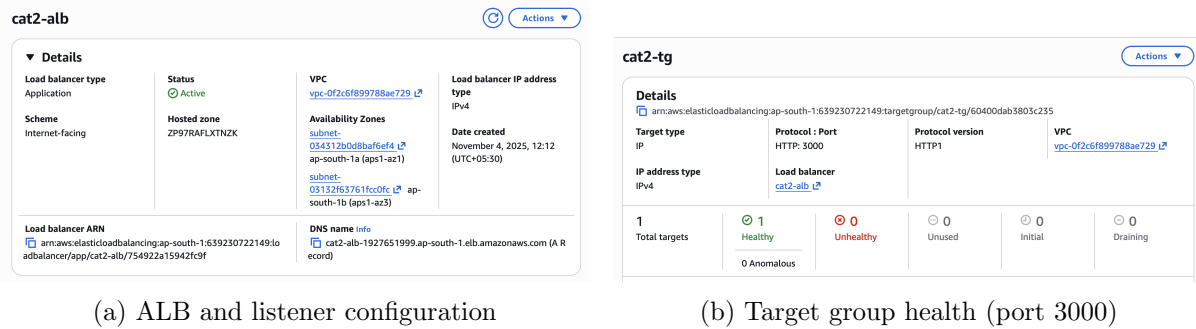 cat2-alb
Actions
Details
Load balancer type
Application
Status
Active
VPC
vpc-0f2c6f899788ae729
Load balancer IP address
type
IPv4
Scheme
Internet-facing
Hosted zone
ZP97RAFLXTNZK
Availability Zones
subnet-
034312b0d8baf6ef4
ap-south-1a (aps1-az1)
subnet-
03132f63761fcc0fc ap-
south-1b (aps1-az3)
Date created
November 4, 2025, 12:12
(UTC+05:30)
Load balancer ARN
arn:aws:elasticloadbalancing:ap-south-1:639230722149:lo
adbalancer/app/cat2-alb/754922a15942fc9f
DNS name Info
cat2-alb-1927651999.ap-south-1.elb.amazonaws.com (A R
ecord)
(a) ALB and listener configuration
cat2-tg
Actions
Details
arn:aws:elasticloadbalancing:ap-south-1:639230722149:targetgroup/cat2-tg/60400dab3803c235
Target type
IP
Protocol : Port
HTTP: 3000
Protocol version
HTTP1
VPC
vpc-0f2c6f899788ae729
IP address type
IPv4
Load balancer
cat2-alb
1
Total targets
1
Healthy
0 Anomalous
0
Unhealthy
0
Unused
0
Initial
0
Draining
(b) Target group health (port 3000)